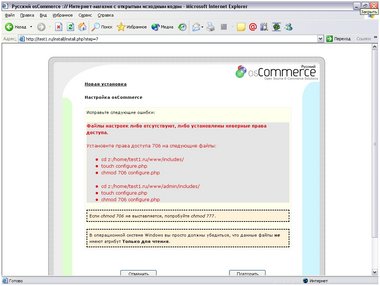 Русский osCommerce :: Интернет-магазин с открытым исходным кодом - Microsoft Internet Explorer
Файл Правка Вид Избранное Сервис Справка
Закрыть
Назад Поиск Избранное
Адрес: http://test1.ru/install/install.php?step=7 Переход Ссылки
Русский
osCommerce
Open Source E-Commerce Solutions
Новая установка
Настройка osCommerce
Исправьте следующие ошибки:
Файлы настроек либо отсутствуют, либо установлены неверные права
доступа.
Установите права доступа 706 на следующие файлы:
cd z:/home/test1.ru/www/includes/
touch configure.php
chmod 706 configure.php
cd z:/home/test1.ru/www/admin/includes/
touch configure.php
chmod 706 configure.php
Если chmod 706 не выставляется, попробуйте chmod 777.
В операционной системе Windows вы просто должны убедиться, что данные файлы не
имеют атрибут Только для чтения.
Отменить Повторить
Готово Интернет